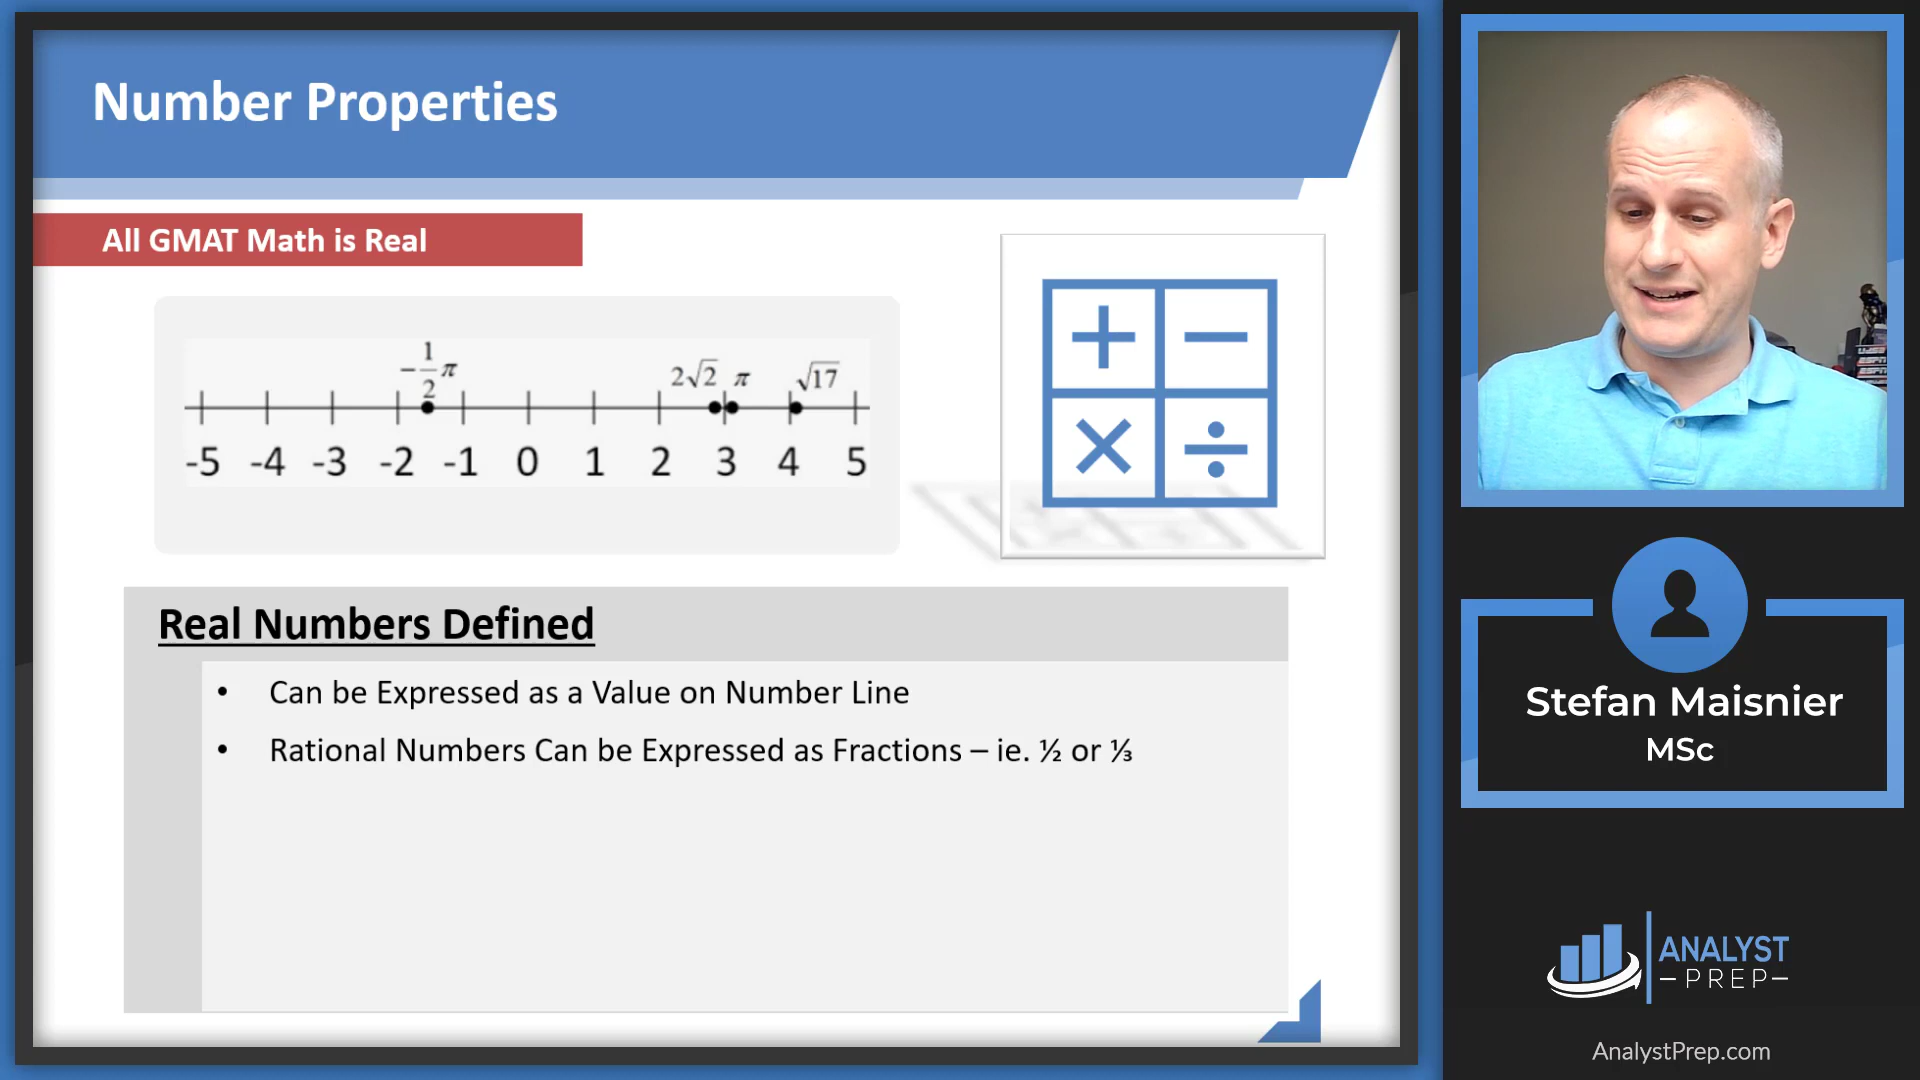 Number Properties
All GMAT Math is Real
-1/2 π 2√2 π √17
-5 -4 -3 -2 -1 0 1 2 3 4 5
+ −
× ÷
Real Numbers Defined
• Can be Expressed as a Value on Number Line
• Rational Numbers Can be Expressed as Fractions – ie. ½ or ⅓
Stefan Maisnier
MSc
ANALYST
PREP
AnalystPrep.com